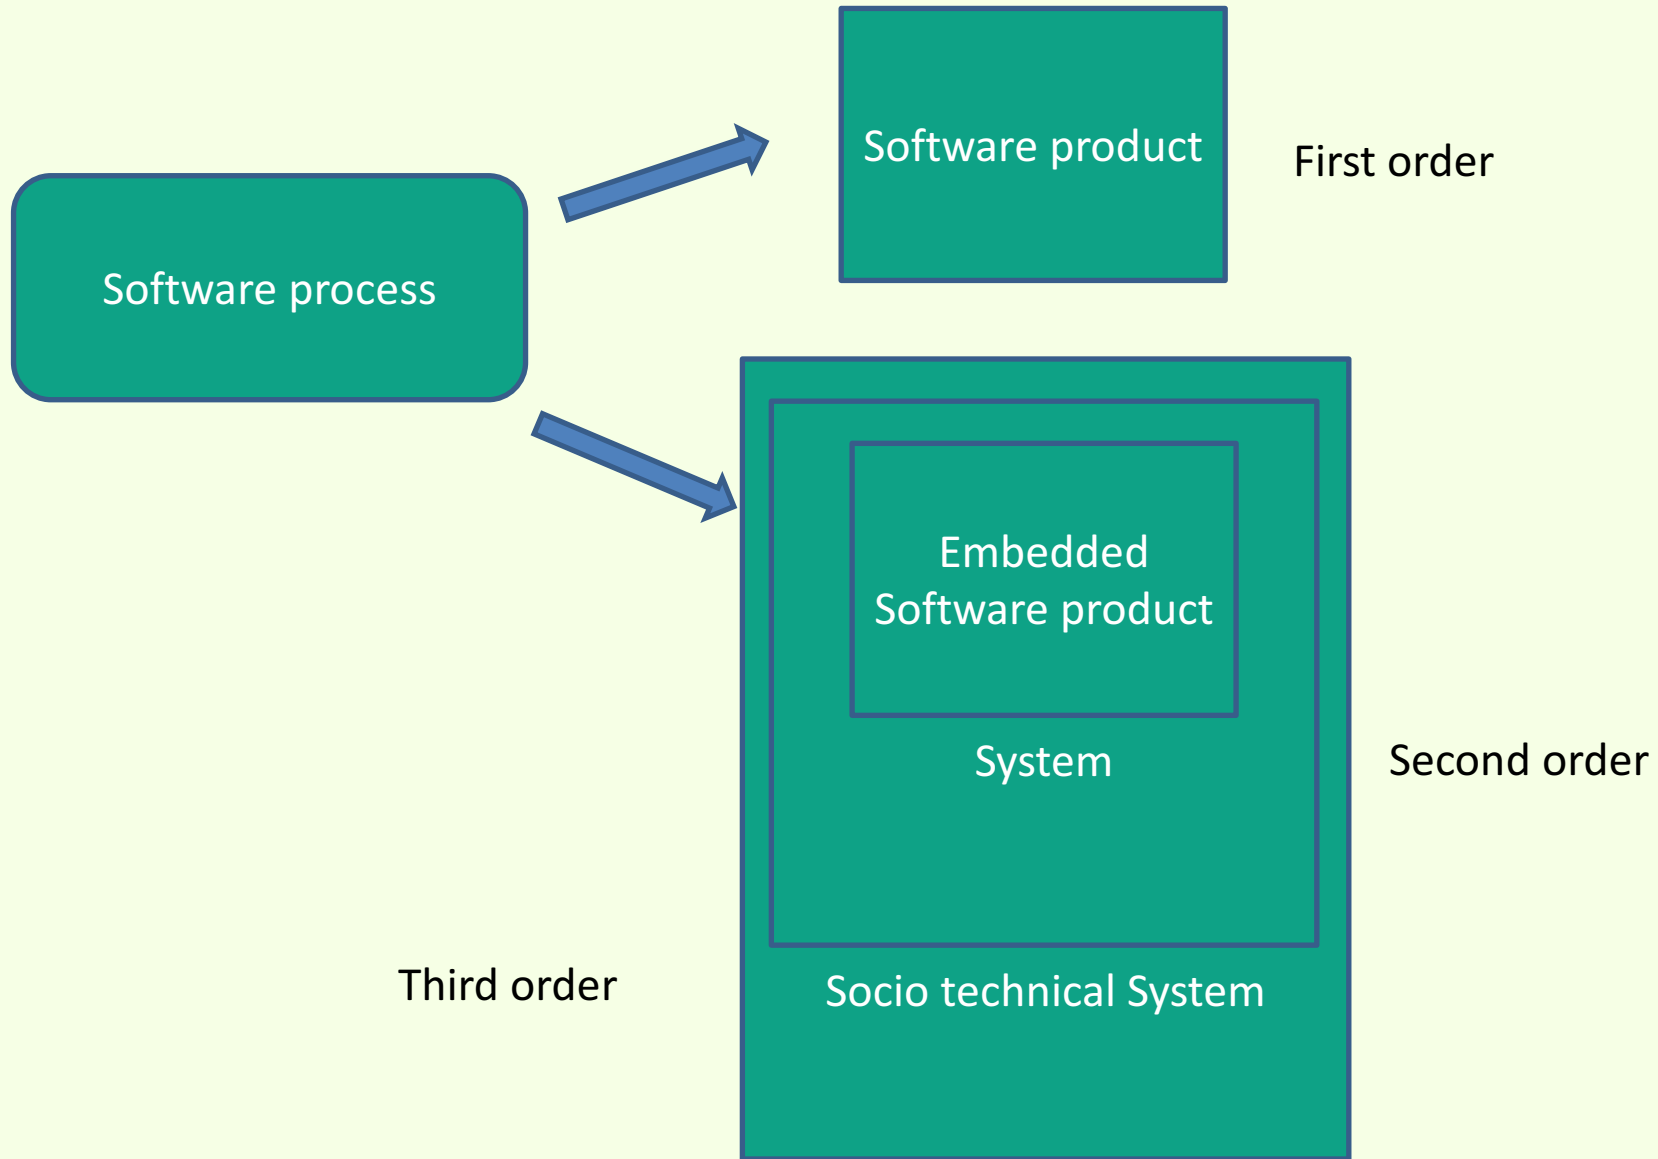 Software product
First order
Software process
Embedded
Software product
System
Second order
Third order
Socio technical System